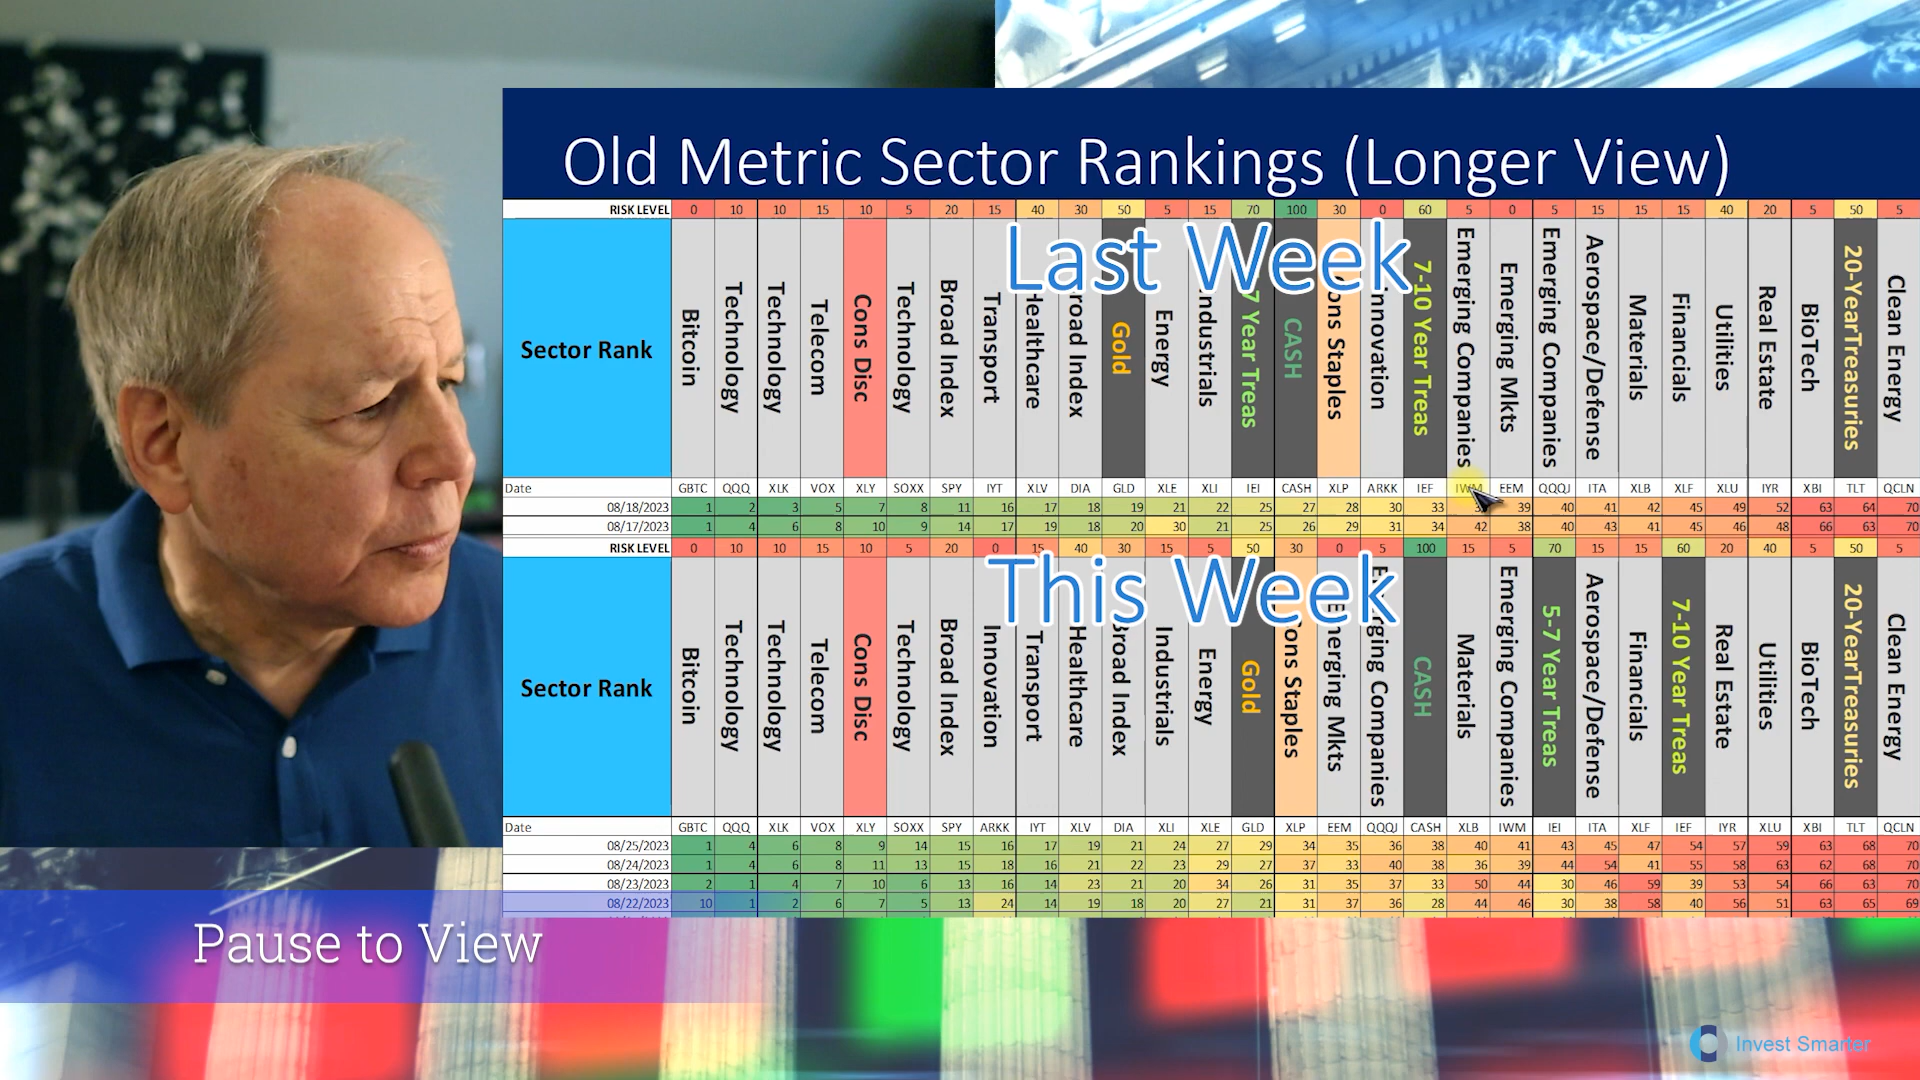 Old Metric Sector Rankings (Longer View)
RISK LEVEL 0 10 10 15 10 5 20 15 40 30 50 5 15 70 100 30 0 60 5 0 5 15 15 15 40 20 5 50 5
Last Week
Sector Rank Bitcoin Technology Technology Telecom Cons Disc Technology Broad Index Transport Healthcare Broad Index Gold Energy Industrials 7 Year Treas CASH Cons Staples Innovation 7-10 Year Treas Emerging Companies Emerging Mkts Emerging Companies Aerospace/Defense Materials Financials Utilities Real Estate BioTech 20-YearTreasuries Clean Energy
Date GBTC QQQ XLK VOX XLY SOXX SPY IYT XLV DIA GLD XLE XLI IEI CASH XLP ARKK IEF IWM EEM QQQJ ITA XLB XLF XLU IYR XBI TLT QCLN
08/18/2023 1 2 3 5 7 8 11 16 17 18 19 21 22 25 27 28 30 33 39 40 41 42 45 49 52 63 64 70
08/17/2023 1 4 6 8 10 9 14 17 19 18 20 30 21 25 26 29 31 34 42 38 40 43 41 45 46 48 66 63 70
RISK LEVEL 0 10 10 15 10 5 20 0 15 40 30 15 5 50 30 0 5 100 15 5 70 15 15 60 20 40 5 50 5
This Week
Sector Rank Bitcoin Technology Technology Telecom Cons Disc Technology Broad Index Innovation Transport Healthcare Broad Index Industrials Energy Gold Cons Staples Emerging Mkts Emerging Companies CASH Materials Emerging Companies 5-7 Year Treas Aerospace/Defense Financials 7-10 Year Treas Real Estate Utilities BioTech 20-YearTreasuries Clean Energy
Date GBTC QQQ XLK VOX XLY SOXX SPY ARKK IYT XLV DIA XLI XLE GLD XLP EEM QQQJ CASH XLB IWM IEI ITA XLF IEF IYR XLU XBI TLT QCLN
08/25/2023 1 4 6 8 9 14 15 16 17 19 21 24 27 29 34 35 36 38 40 41 43 45 47 54 57 59 63 68 70
08/24/2023 1 4 6 8 11 13 15 18 16 21 22 23 29 27 37 33 40 38 36 39 44 54 41 55 58 63 62 68 70
08/23/2023 2 1 4 7 10 6 13 16 14 23 21 20 34 26 31 35 37 33 50 44 30 46 59 39 53 54 66 63 70
08/22/2023 10 1 2 6 7 5 13 24 14 19 18 20 27 21 31 37 36 28 44 46 30 38 58 40 56 51 63 65 69
Pause to View
Invest Smarter